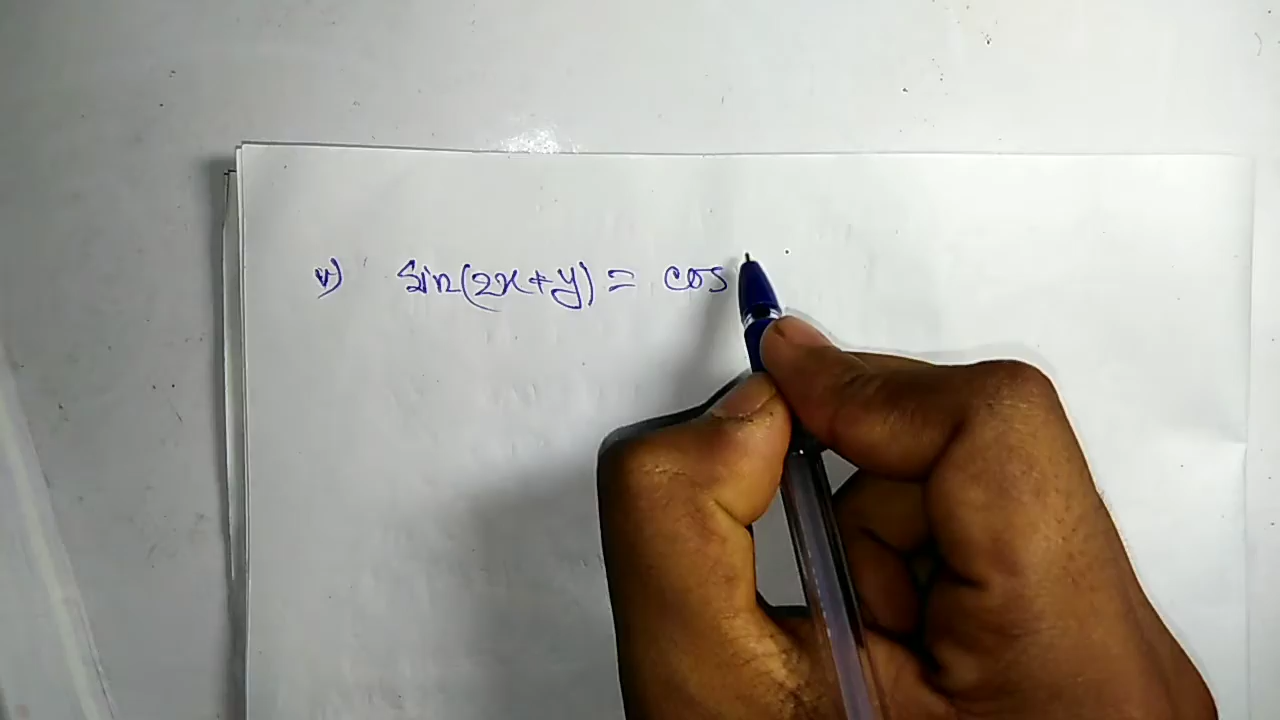 v) Sin(2x+y) = cos